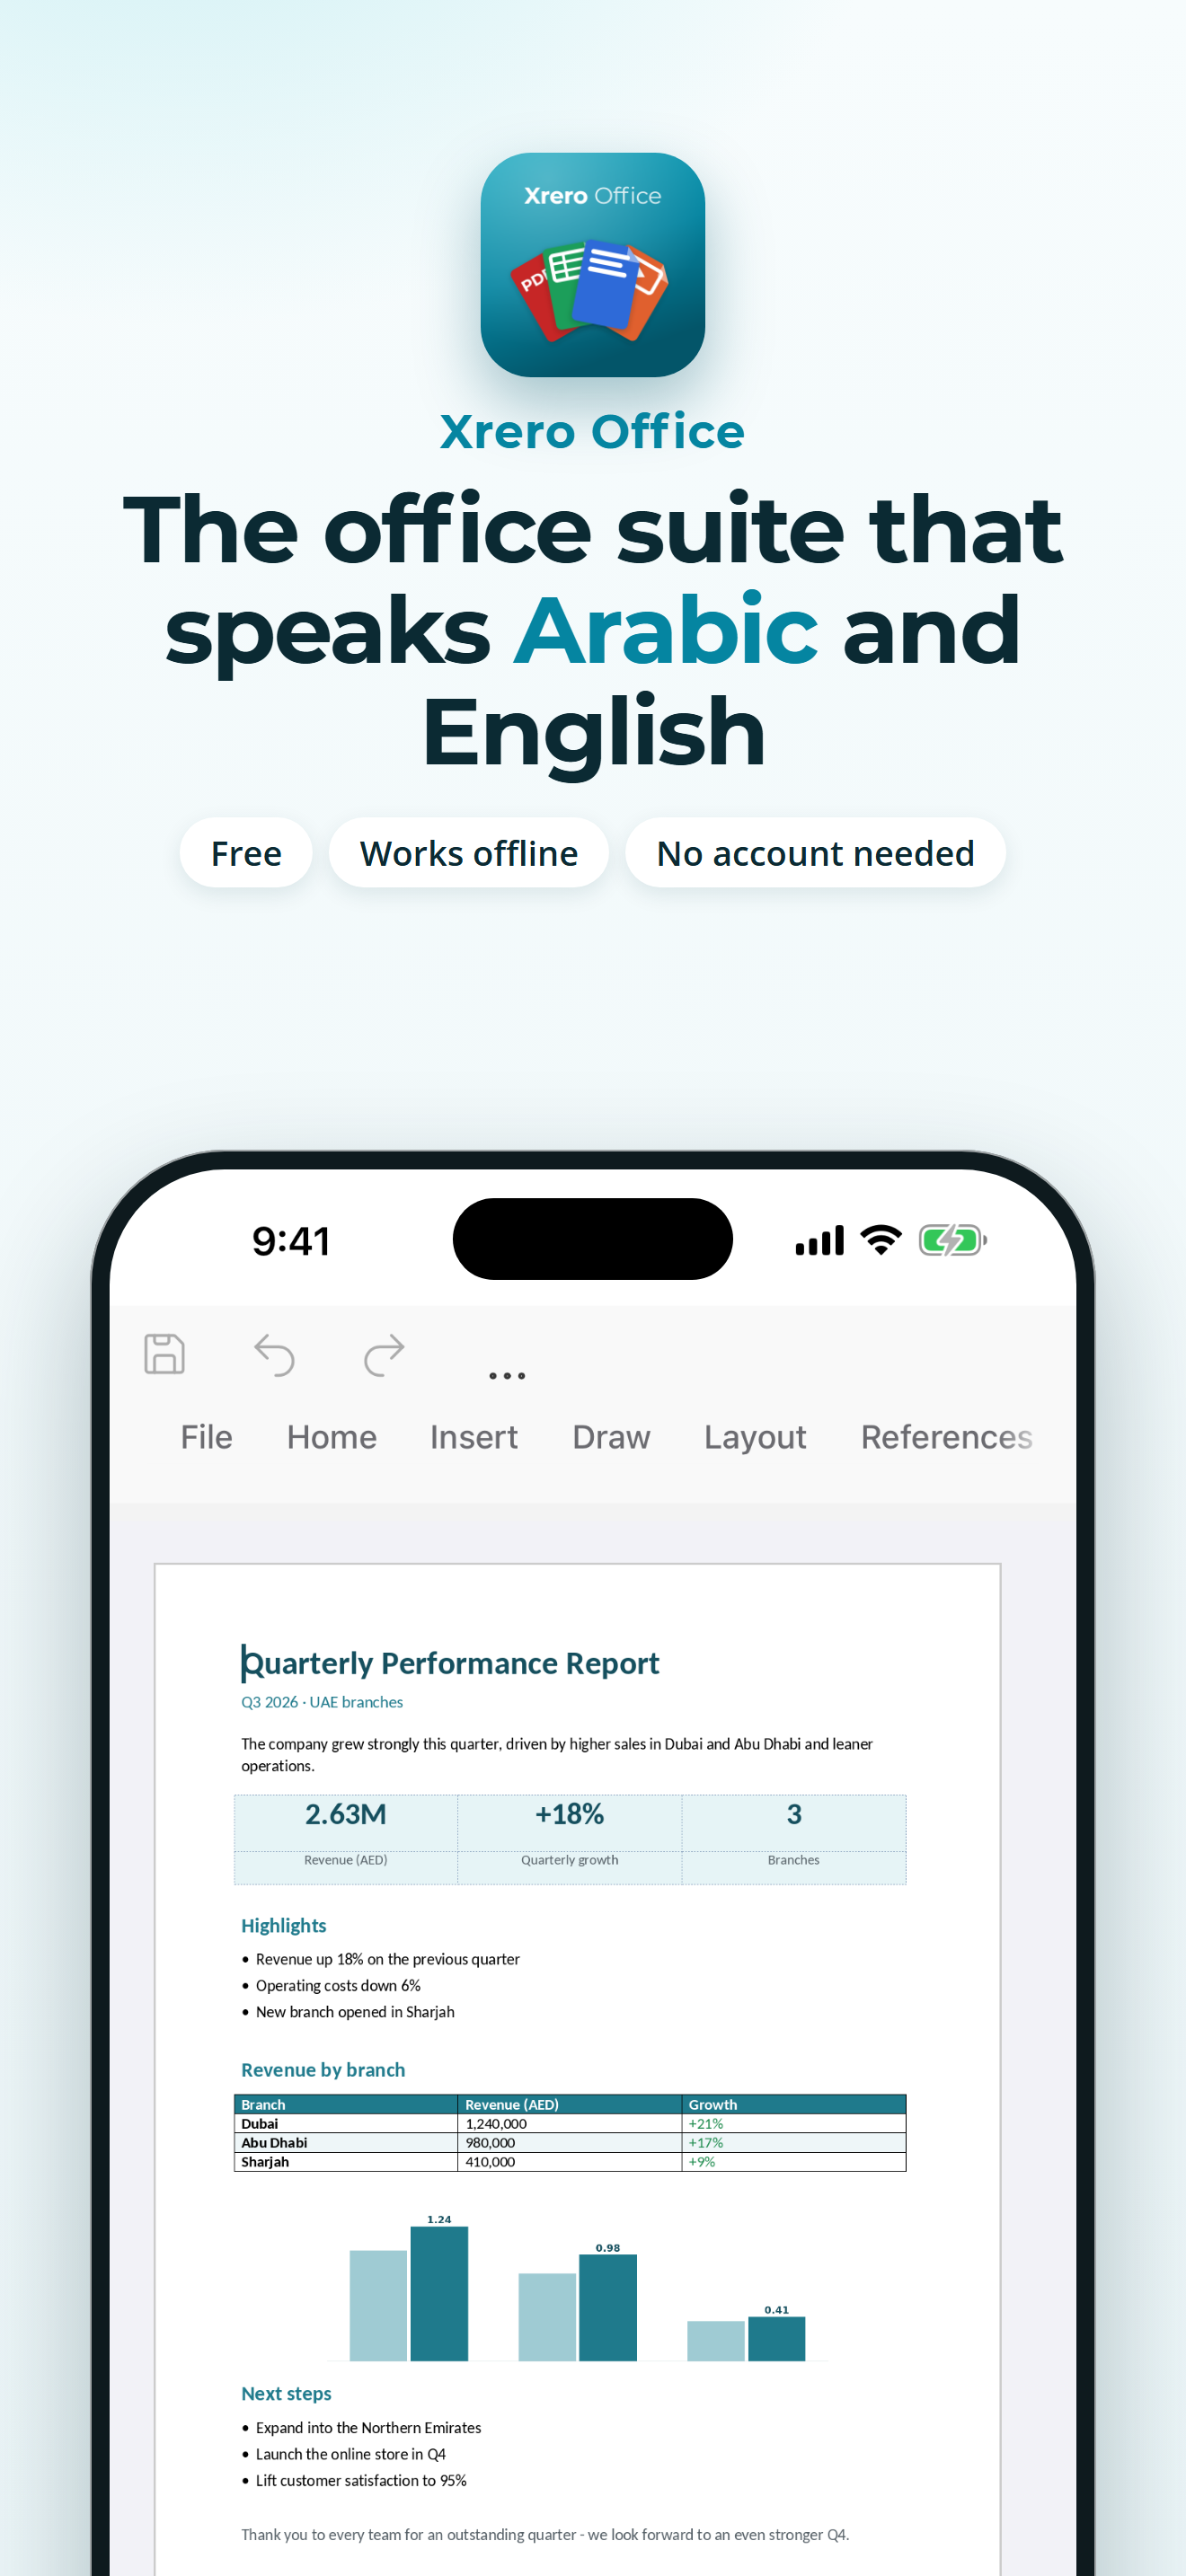 Xrero Office
PDF
Xrero Office
The office suite that
speaks Arabic and
English
Free Works offline No account needed
9:41
File Home Insert Draw Layout References
Quarterly Performance Report
Q3 2026 · UAE branches
The company grew strongly this quarter, driven by higher sales in Dubai and Abu Dhabi and leaner
operations.
2.63M +18% 3
Revenue (AED) Quarterly growth Branches
Highlights
• Revenue up 18% on the previous quarter
• Operating costs down 6%
• New branch opened in Sharjah
Revenue by branch
Branch Revenue (AED) Growth
Dubai 1,240,000 +21%
Abu Dhabi 980,000 +17%
Sharjah 410,000 +9%
1.24
0.98
0.41
Next steps
• Expand into the Northern Emirates
• Launch the online store in Q4
• Lift customer satisfaction to 95%
Thank you to every team for an outstanding quarter - we look forward to an even stronger Q4.